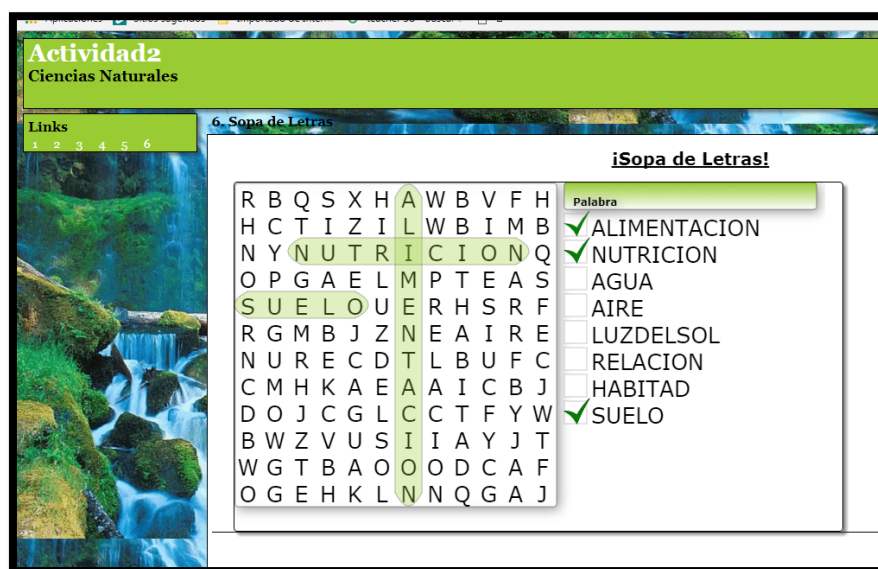 Actividad2
Ciencias Naturales
Links
1 2 3 4 5 6
6. Sopa de Letras
¡Sopa de Letras!
R B Q S X H A W B V F H
H C T I Z I L W B I M B
N Y N U T R I C I O N Q
O P G A E L M P T E A S
S U E L O U E R H S R F
R G M B J Z N E A I R E
N U R E C D T L B U F C
C M H K A E A A I C B J
D O J C G L C C T F Y W
B W Z V U S I I A Y J T
W G T B A O O O D C A F
O G E H K L N N Q G A J
Palabra
ALIMENTACION
NUTRICION
AGUA
AIRE
LUZDELSOL
RELACION
HABITAD
SUELO